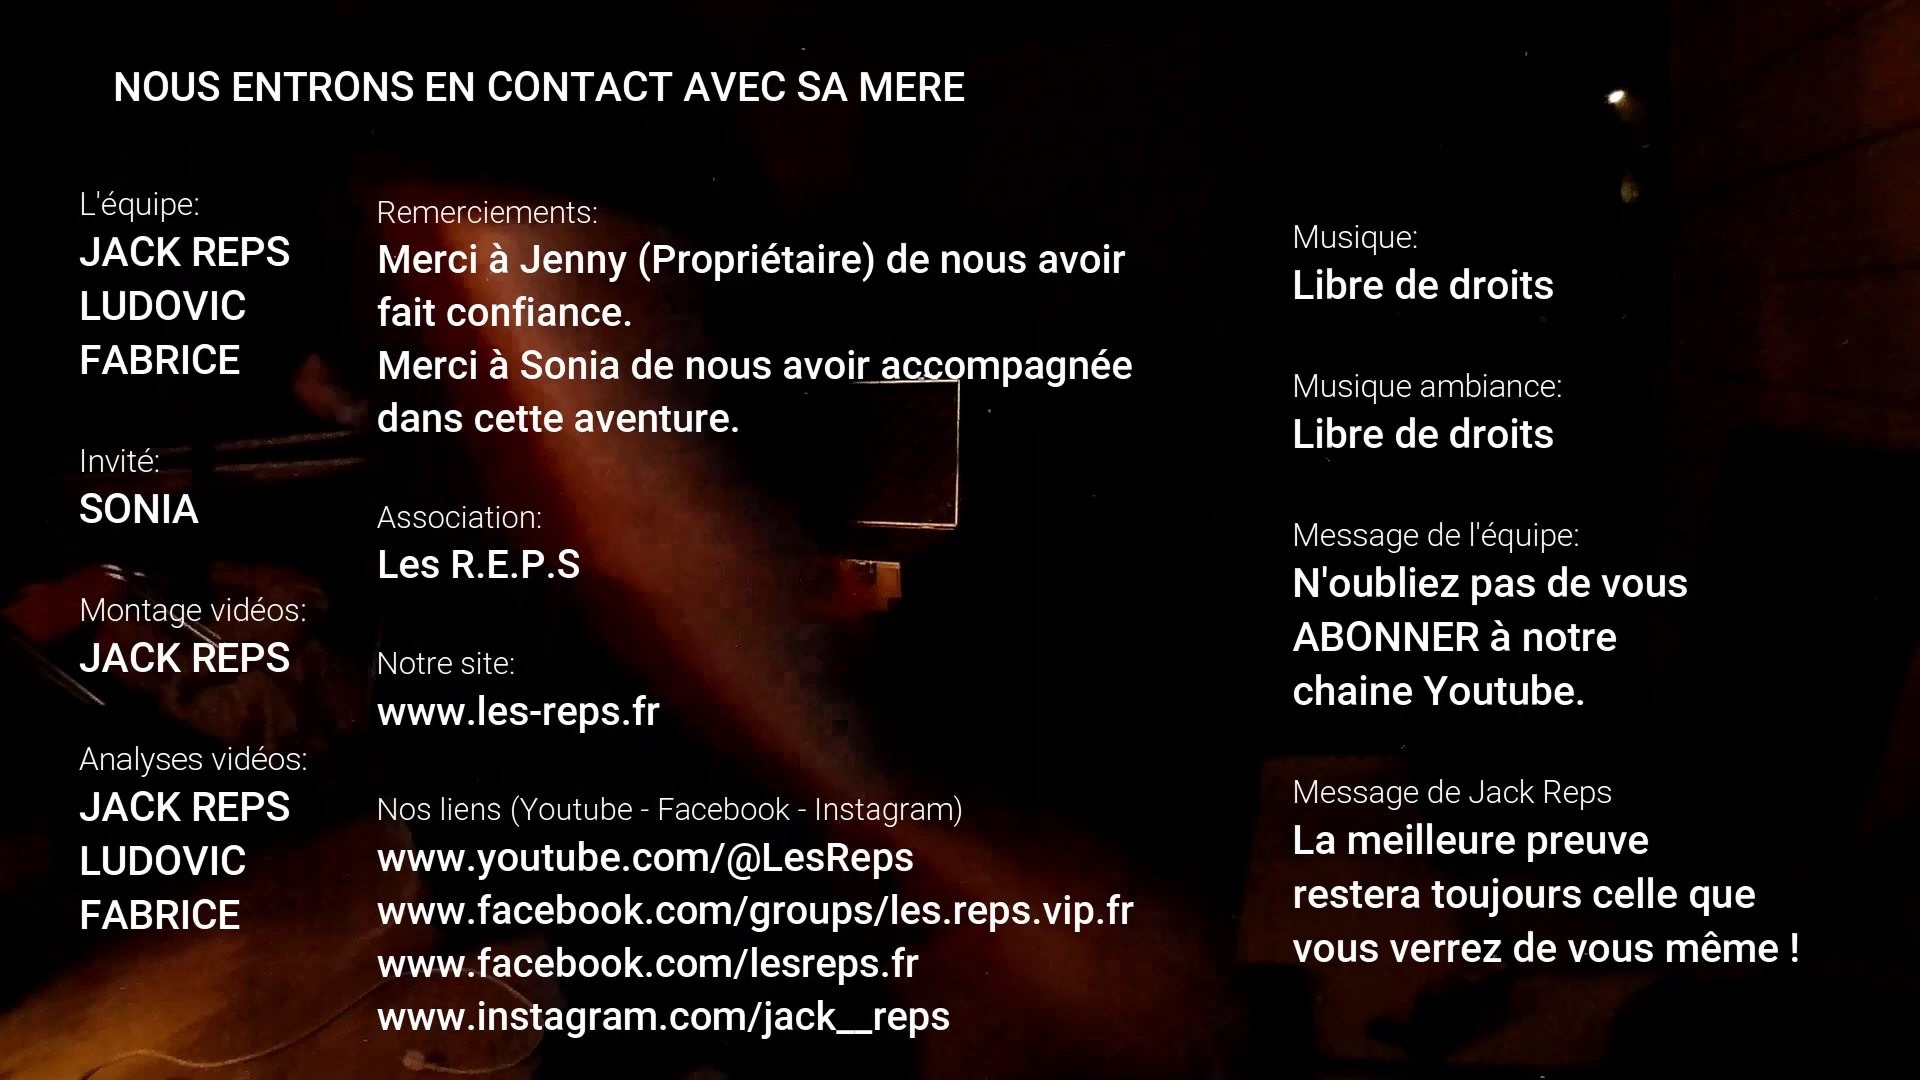 NOUS ENTRONS EN CONTACT AVEC SA MERE
L'équipe:
JACK REPS
LUDOVIC
FABRICE
Invité:
SONIA
Montage vidéos:
JACK REPS
Analyses vidéos:
JACK REPS
LUDOVIC
FABRICE
Remerciements:
Merci à Jenny (Propriétaire) de nous avoir
fait confiance.
Merci à Sonia de nous avoir accompagnée
dans cette aventure.
Association:
Les R.E.P.S
Notre site:
www.les-reps.fr
Nos liens (Youtube - Facebook - Instagram)
www.youtube.com/@LesReps
www.facebook.com/groups/les.reps.vip.fr
www.facebook.com/lesreps.fr
www.instagram.com/jack__reps
Musique:
Libre de droits
Musique ambiance:
Libre de droits
Message de l'équipe:
N'oubliez pas de vous
ABONNER à notre
chaine Youtube.
Message de Jack Reps
La meilleure preuve
restera toujours celle que
vous verrez de vous même !